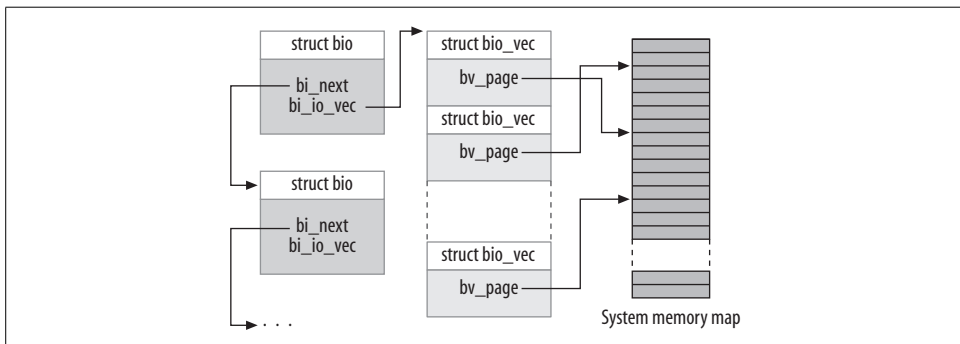 struct bio
bi_next
bi_io_vec
struct bio
bi_next
bi_io_vec
. . .
struct bio_vec
bv_page
struct bio_vec
bv_page
struct bio_vec
bv_page
System memory map